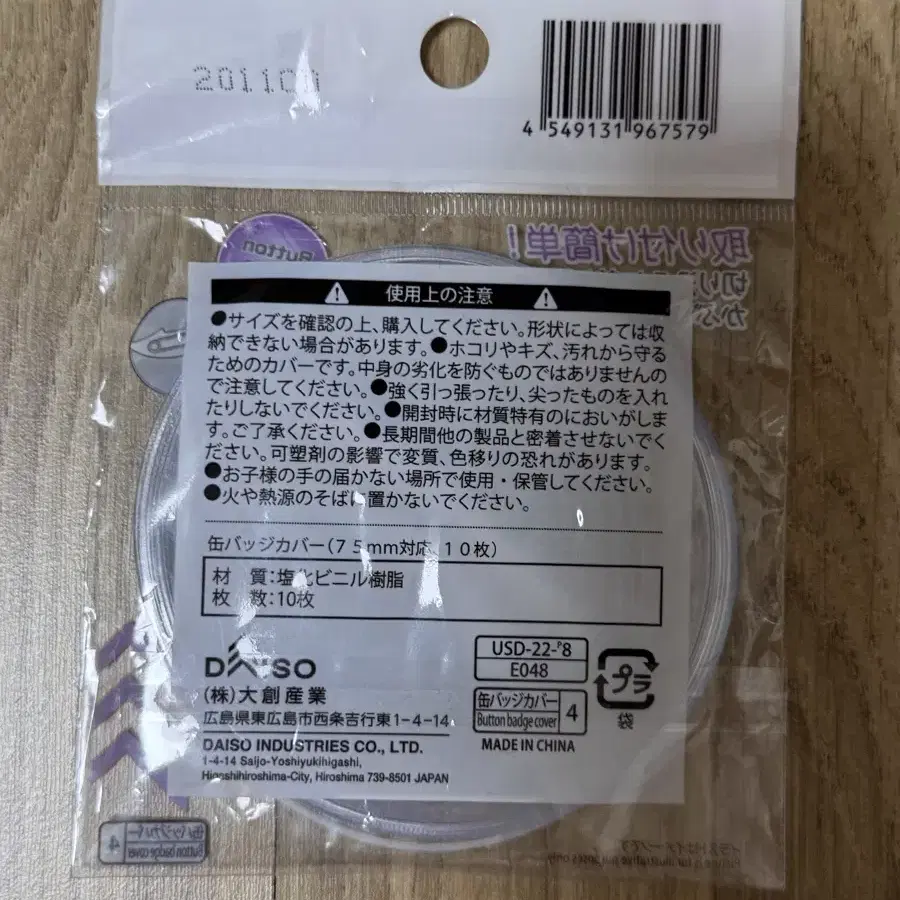 4 549131 967579
取り付け簡単!
Button
使用上の注意
●サイズを確認の上、購入してください。形状によっては収
納できない場合があります。●ホコリやキズ、汚れから守る
ためのカバーです。中身の劣化を防ぐものではありませんの
で注意してください。●強く引っ張ったり、尖ったものを入れ
たりしないでください。●開封時に材質特有のにおいがしま
す。ご了承ください。●長期間他の製品と密着させないでく
ださい。可塑剤の影響で変質、色移りの恐れがあります。
●お子様の手の届かない場所で使用・保管してください。
●火や熱源のそばに置かないでください。
缶バッジカバー(75mm対応、10枚)
材 質:塩化ビニル樹脂
枚 数:10枚
DAISO
(株)大創産業
広島県東広島市西条吉行東1-4-14
DAISO INDUSTRIES CO., LTD.
1-4-14 Saijo-Yoshiyukihigashi,
Higashihiroshima-City, Hiroshima 739-8501 JAPAN
E048
缶バッジカバー
Button badge cover 4
MADE IN CHINA
プラ
袋
缶バッジカバー
Button badge cover 4